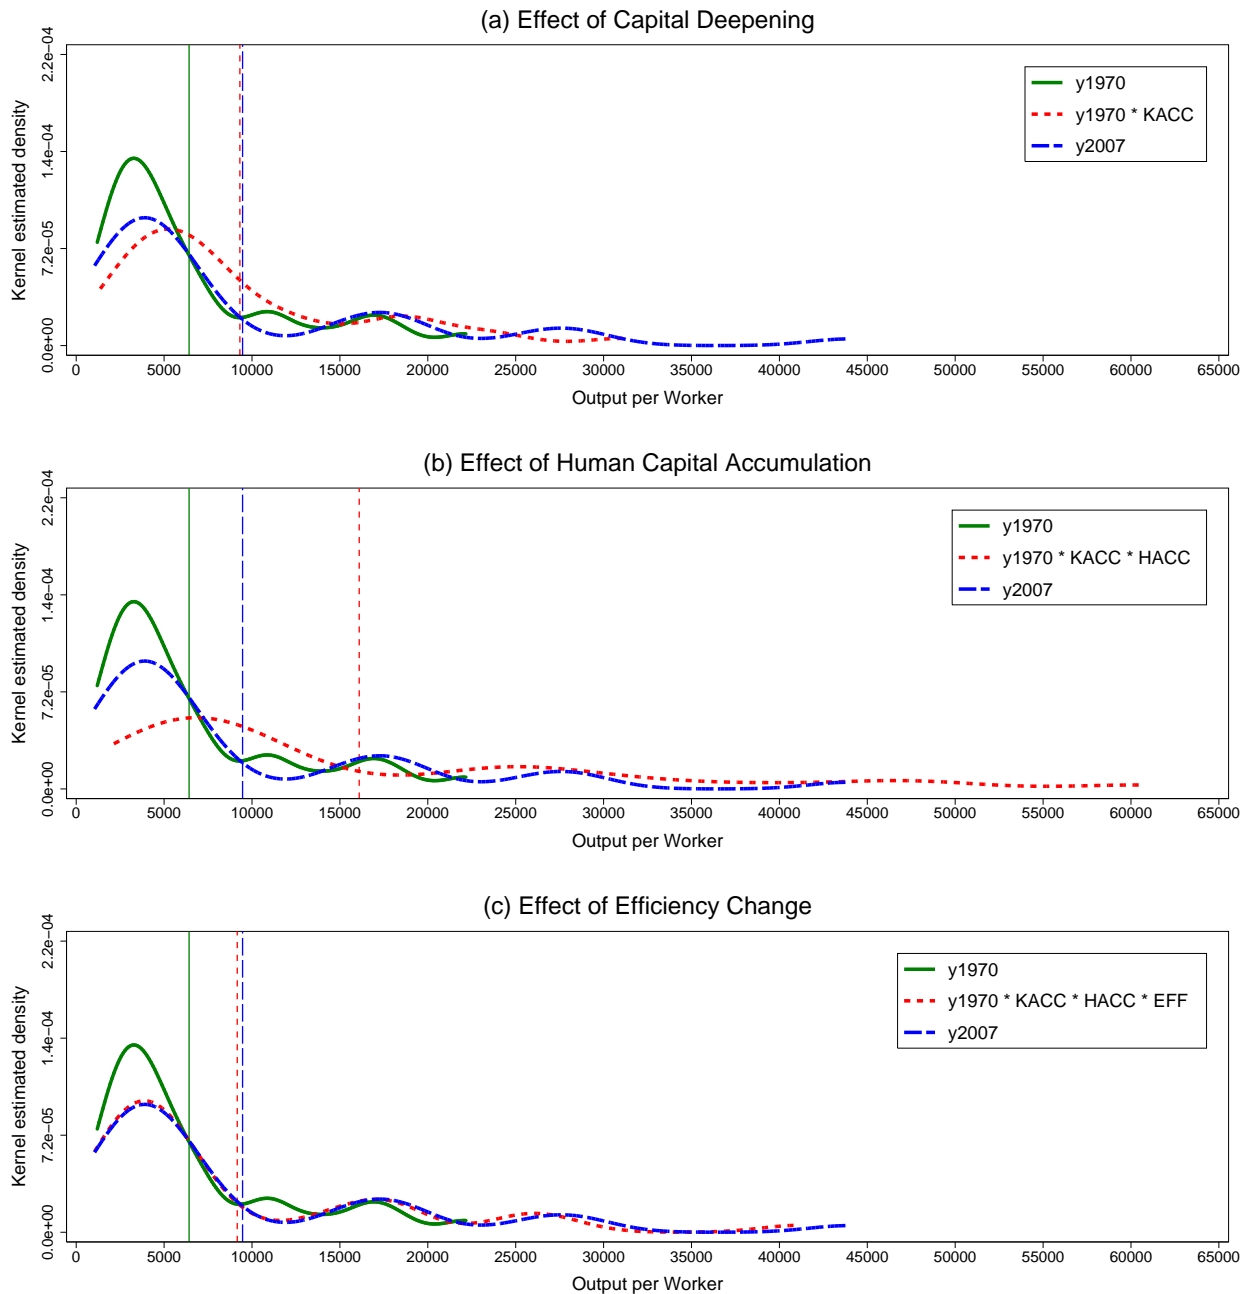 (a) Effect of Capital Deepening
Kernel estimated density
2.2e−04
1.4e−04
7.2e−05
0.0e+00
y1970
y1970 * KACC
y2007
0 5000 10000 15000 20000 25000 30000 35000 40000 45000 50000 55000 60000 65000
Output per Worker
(b) Effect of Human Capital Accumulation
Kernel estimated density
2.2e−04
1.4e−04
7.2e−05
0.0e+00
y1970
y1970 * KACC * HACC
y2007
0 5000 10000 15000 20000 25000 30000 35000 40000 45000 50000 55000 60000 65000
Output per Worker
(c) Effect of Efficiency Change
Kernel estimated density
2.2e−04
1.4e−04
7.2e−05
0.0e+00
y1970
y1970 * KACC * HACC * EFF
y2007
0 5000 10000 15000 20000 25000 30000 35000 40000 45000 50000 55000 60000 65000
Output per Worker